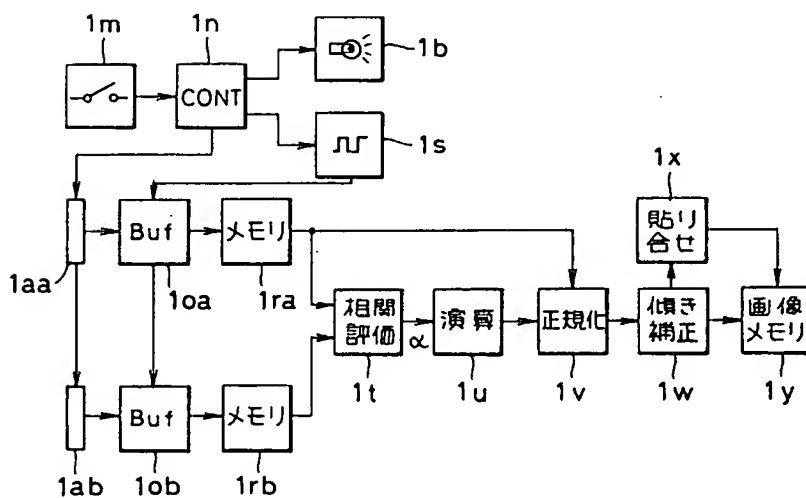 1m
1n
CONT
1b
1s
1aa
Buf
1oa
メモリ
1ra
相関
評価
1t
α
演算
1u
正規化
1v
傾き
補正
1w
貼り
合せ
1x
画像
メモリ
1y
1ab
Buf
1ob
メモリ
1rb